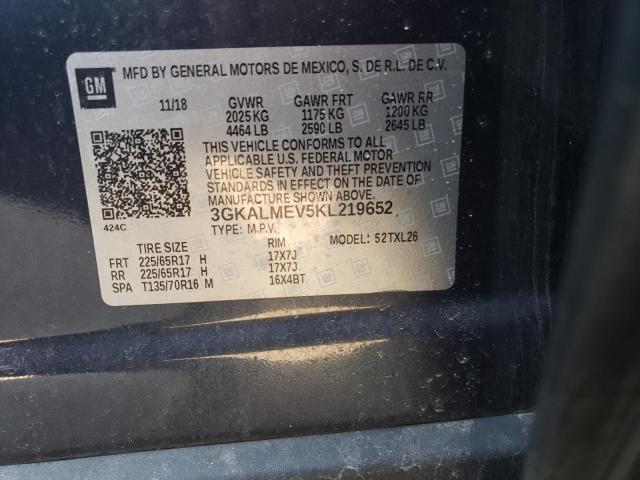 GM
MFD BY GENERAL MOTORS DE MEXICO, S. DE R.L. DE C.V.
11/18 GVWR GAWR FRT GAWR RR
2025 KG 1175 KG 1200 KG
4464 LB 2590 LB 2645 LB
THIS VEHICLE CONFORMS TO ALL
APPLICABLE U.S. FEDERAL MOTOR
VEHICLE SAFETY AND THEFT PREVENTION
STANDARDS IN EFFECT ON THE DATE OF
MANUFACTURE SHOWN ABOVE.
3GKALMEV5KL219652
424C
TYPE: M.P.V. MODEL: 52TXL26
TIRE SIZE RIM
FRT 225/65R17 H 17X7J
RR 225/65R17 H 17X7J
SPA T135/70R16 M 16X4BT